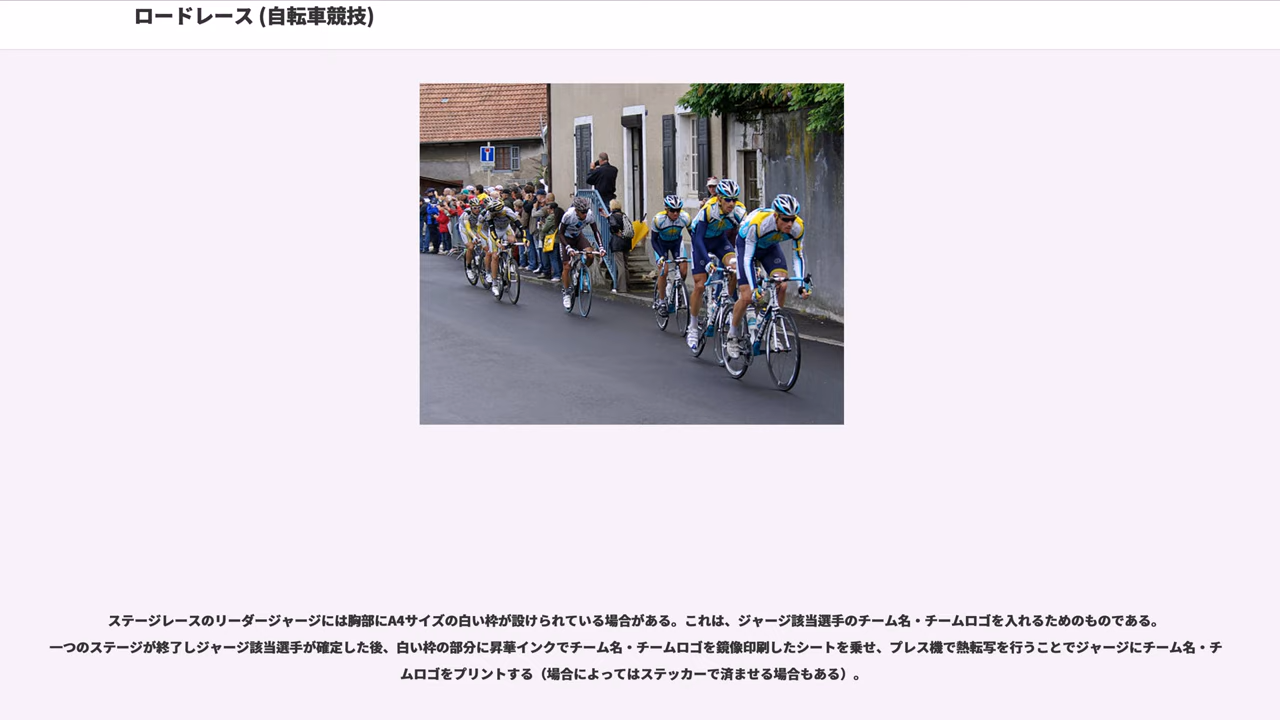 ロードレース (自転車競技)
ステージレースのリーダージャージには胸部にA4サイズの白い枠が設けられている場合がある。これは、ジャージ該当選手のチーム名・チームロゴを入れるためのものである。
一つのステージが終了しジャージ該当選手が確定した後、白い枠の部分に昇華インクでチーム名・チームロゴを鏡像印刷したシートを乗せ、プレス機で熱転写を行うことでジャージにチーム名・チ
ームロゴをプリントする（場合によってはステッカーで済ませる場合もある）。